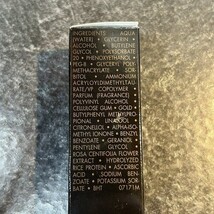 INGREDIENTS • AQUA
(WATER) • GLYCERIN •
ALCOHOL • BUTYLENE
GLYCOL • POLYSORBATE
20 • PHENOXYETHANOL •
PEG-8 • GLYCERYL POLY-
METHACRYLATE • SOR-
BITOL • AMMONIUM
ACRYLOYLDIMETHYLTAU-
RATE/VP COPOLYMER •
PARFUM (FRAGRANCE) •
POLYVINYL ALCOHOL •
CELLULOSE GUM • GOLD •
BUTYLPHENYL METHYLPRO-
PIONAL • LINALOOL •
CITRONELLOL • ALPHA-ISO-
METHYL IONONE • BENZYL
BENZOATE • GERANIOL •
PENTYLENE GLYCOL •
ROSA CENTIFOLIA FLOWER
EXTRACT • HYDROLYZED
RICE PROTEIN • ASCORBIC
ACID • SODIUM BEN-
ZOATE • POTASSIUM SOR-
BATE • BHT 07171M